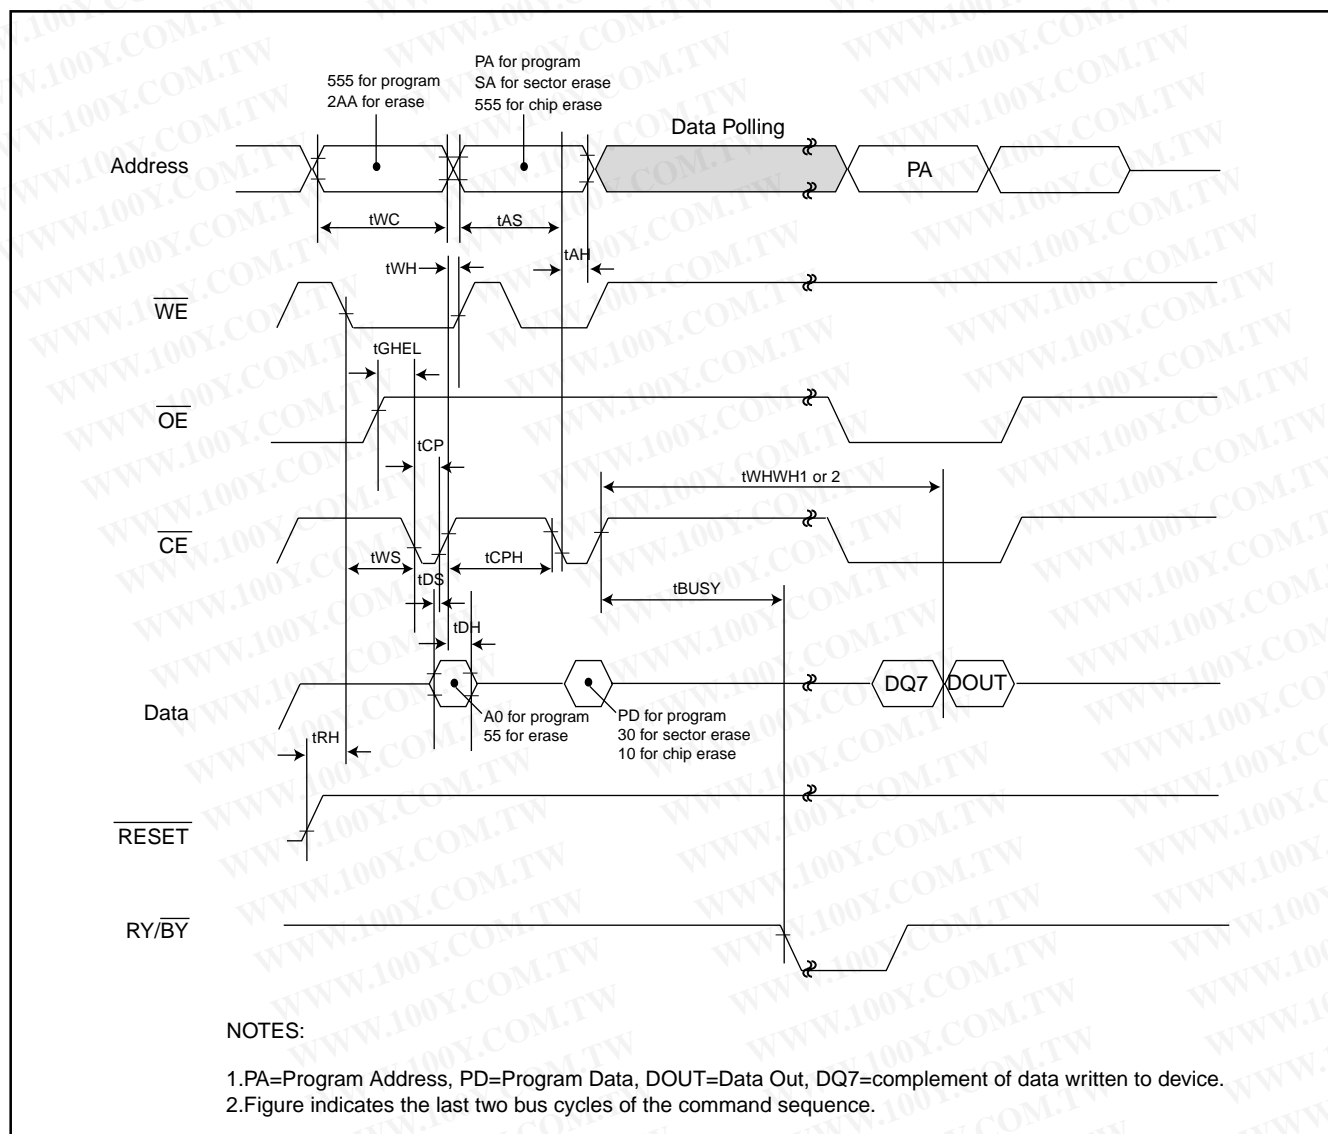 555 for program
2AA for erase
PA for program
SA for sector erase
555 for chip erase
Data Polling
Address
PA
tWC
tAS
tAH
tWH
WE
tGHEL
OE
tCP
tWHWH1 or 2
CE
tWS
tCPH
tDS
tBUSY
tDH
DQ7
DOUT
Data
A0 for program
55 for erase
PD for program
30 for sector erase
10 for chip erase
tRH
RESET
RY/BY
NOTES:
1.PA=Program Address, PD=Program Data, DOUT=Data Out, DQ7=complement of data written to device.
2.Figure indicates the last two bus cycles of the command sequence.
WWW.100Y.COM.TW